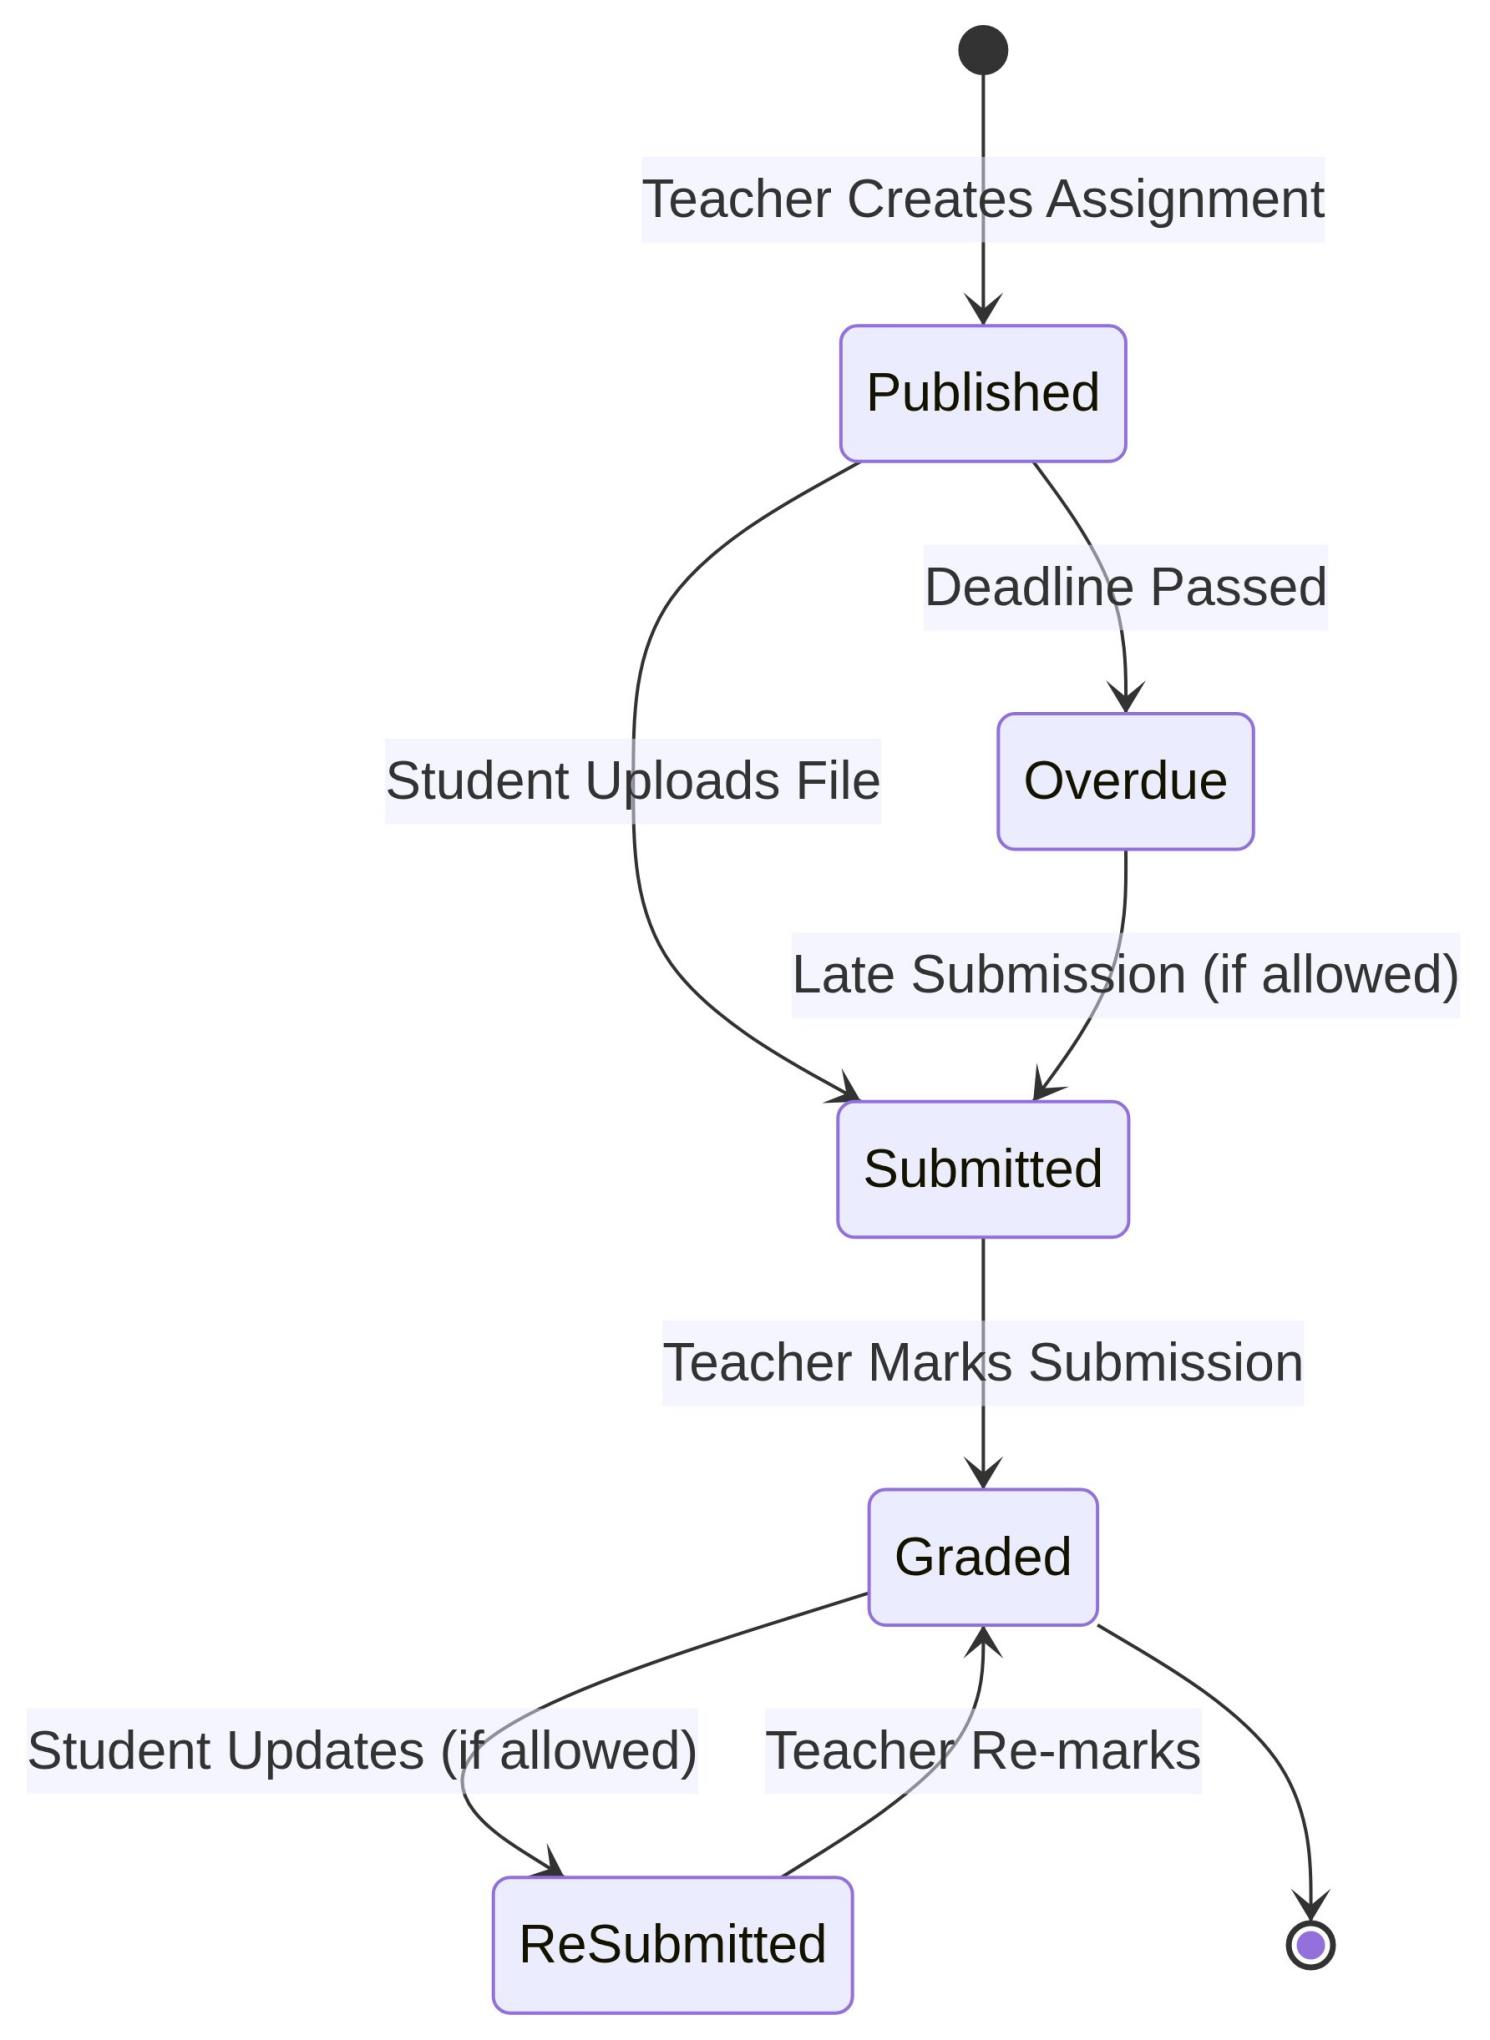 Teacher Creates Assignment
Published
Deadline Passed
Student Uploads File
Overdue
Late Submission (if allowed)
Submitted
Teacher Marks Submission
Graded
Student Updates (if allowed)
Teacher Re-marks
ReSubmitted